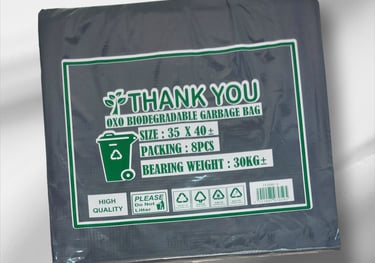 THANK YOU
OXO BIODEGRADABLE GARBAGE BAG
SIZE : 35 X 40 ±
PACKING : 8PCS
BEARING WEIGHT : 30KG±
HIGH
QUALITY
PLEASE
Do Not
Litter